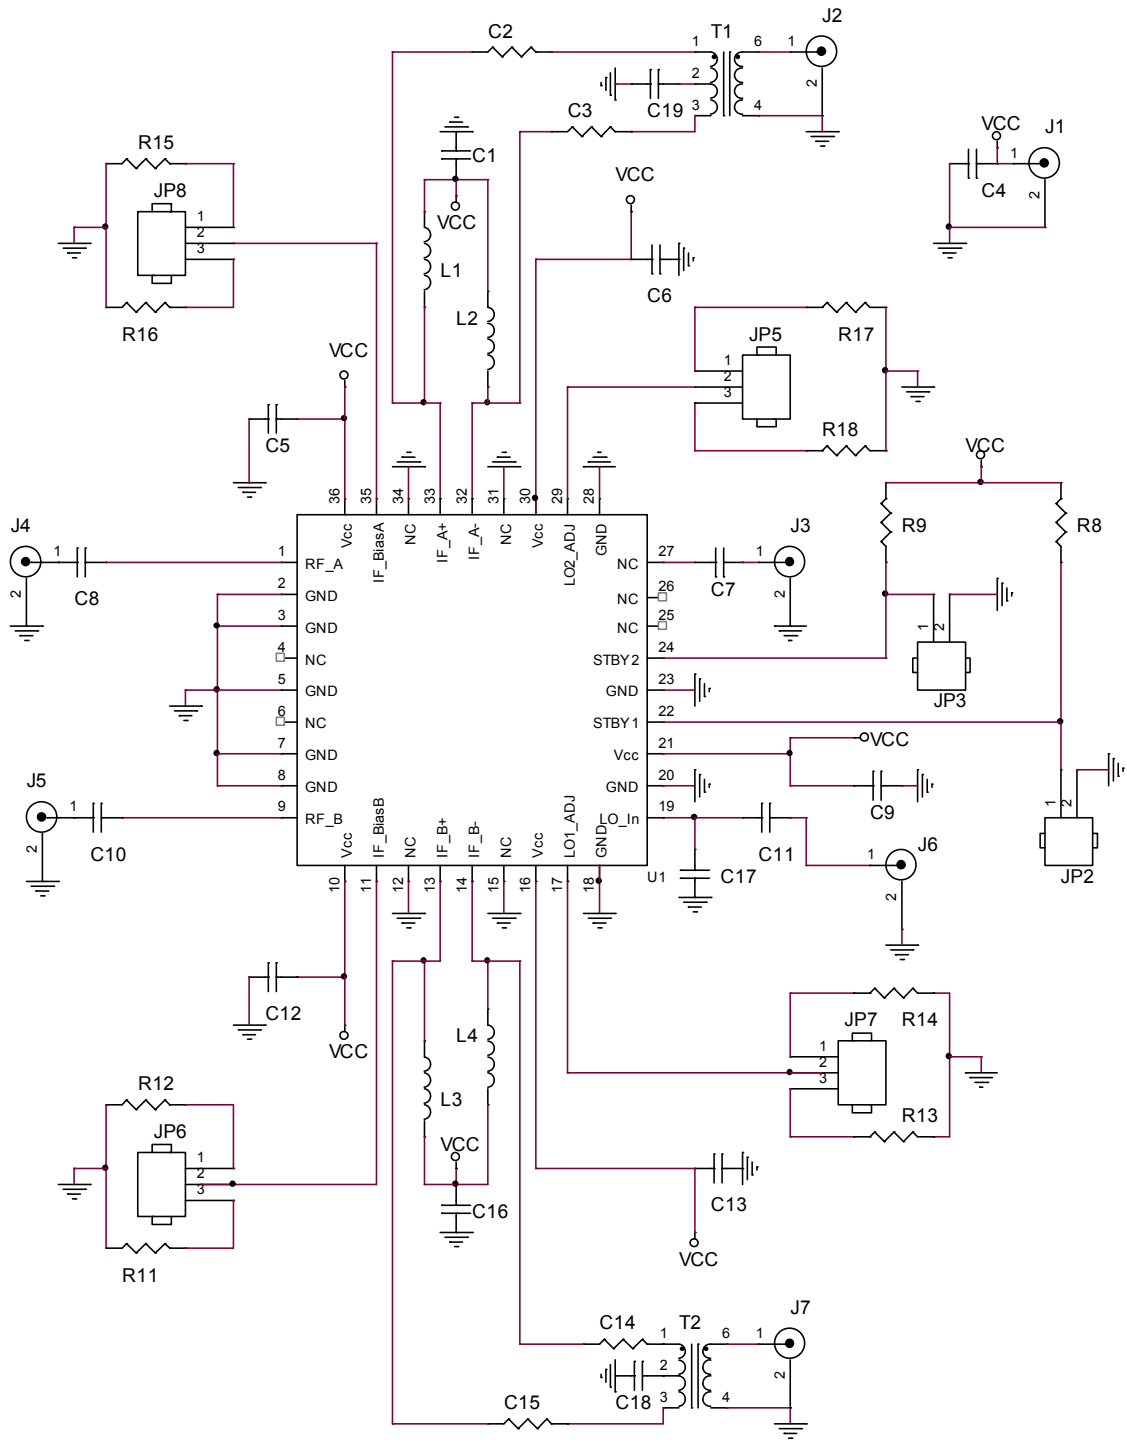 J2
T1
C2
1
6
1
2
C19
3
4
2
C3
VCC
J1
1
C4
2
R15
JP8
1
2
3
R16
C1
VCC
L1
L2
VCC
C6
R17
JP5
1
2
3
R18
VCC
C5
VCC
R9
R8
36 35 34 33 32 31 30 29 28
Vcc IF_BiasA NC IF_A+ IF_A- NC Vcc LO2_ADJ GND
J4
1
2
C8
1 RF_A
2 GND
3 GND
4 NC
5 GND
6 NC
7 GND
8 GND
9 RF_B
NC 27
NC 26
NC 25
STBY2 24
GND 23
STBY1 22
Vcc 21
GND 20
LO_In 19
C7
J3
1
2
1
2
JP3
VCC
C9
1
2
JP2
J5
1
2
C10
Vcc IF_BiasB NC IF_B+ IF_B- NC Vcc LO1_ADJ GND
10 11 12 13 14 15 16 17 18
U1
C17
C11
J6
1
2
C12
VCC
L4
L3
VCC
C16
R14
JP7
1
2
3
R13
R12
JP6
1
2
3
R11
C13
VCC
J7
T2
C14
1
6
1
2
C18
3
4
2
C15